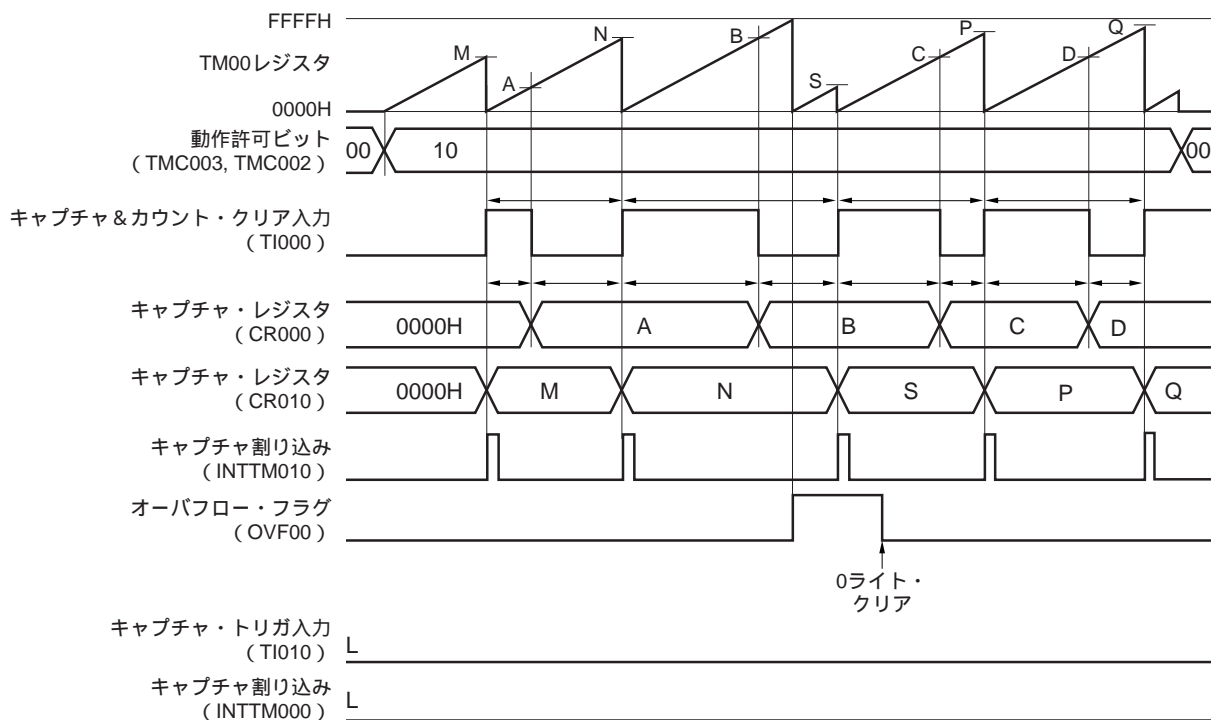 FFFFH
TM00レジスタ
0000H
M
A
N
B
S
C
P
D
Q
動作許可ビット
(TMC003, TMC002)
00
10
00
キャプチャ&カウント・クリア入力
(TI000)
キャプチャ・レジスタ
(CR000)
0000H
A
B
C
D
キャプチャ・レジスタ
(CR010)
0000H
M
N
S
P
Q
キャプチャ割り込み
(INTTM010)
オーバフロー・フラグ
(OVF00)
0ライト・
クリア
キャプチャ・トリガ入力
(TI010)
L
キャプチャ割り込み
(INTTM000)
L